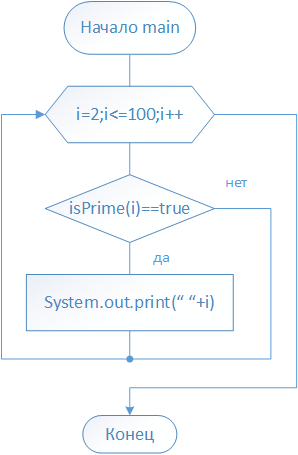 Начало main
i=2;i<=100;i++
нет
isPrime(i)==true
да
System.out.print(“ “+i)
Конец